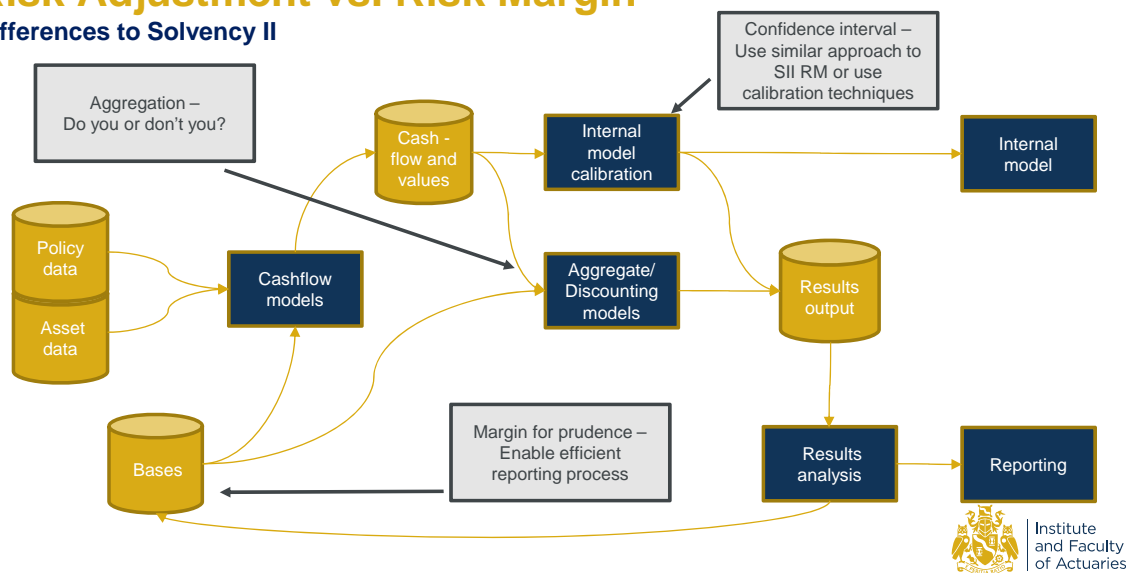 isk Adjustment vs. Risk Margin
fferences to Solvency II
Confidence interval –
Use similar approach to
SII RM or use
calibration techniques
Aggregation –
Do you or don't you?
Cash -
flow and
values
Internal
model
calibration
Internal
model
Policy
data
Asset
data
Cashflow
models
Aggregate/
Discounting
models
Results
output
Bases
Margin for prudence –
Enable efficient
reporting process
Results
analysis
Reporting
Institute
and Faculty
of Actuaries